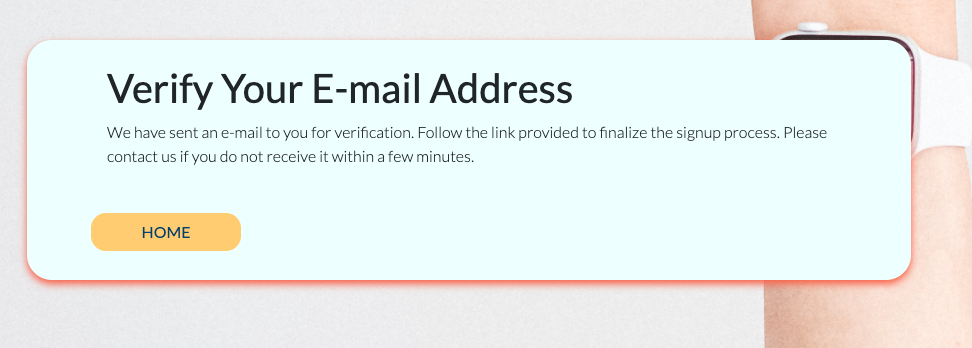 Verify Your E-mail Address
We have sent an e-mail to you for verification. Follow the link provided to finalize the signup process. Please
contact us if you do not receive it within a few minutes.
HOME